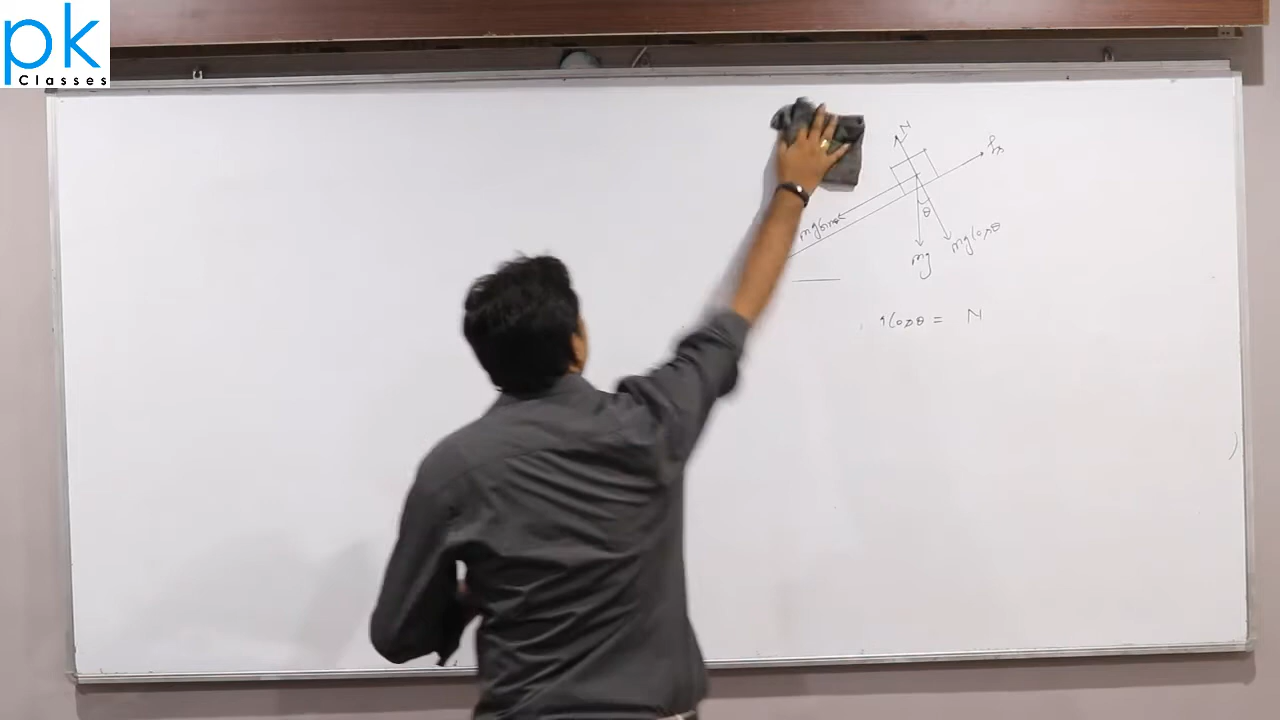 pk
Classes
N
mg sinθ
θ
mg
mg cosθ
cosθ = N